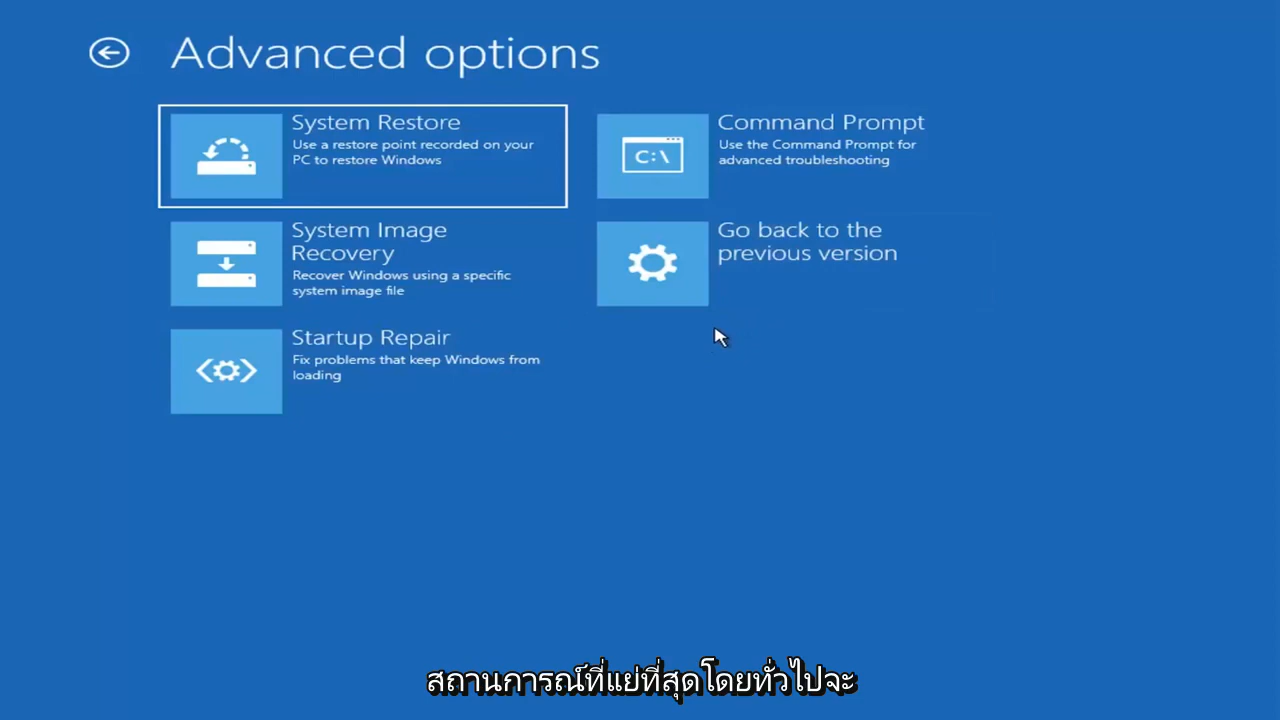 Advanced options
System Restore
Use a restore point recorded on your
PC to restore Windows
Command Prompt
Use the Command Prompt for
advanced troubleshooting
System Image
Recovery
Recover Windows using a specific
system image file
Go back to the
previous version
Startup Repair
Fix problems that keep Windows from
loading
C:\
สถานการณ์ที่แย่ที่สุดโดยทั่วไปจะ